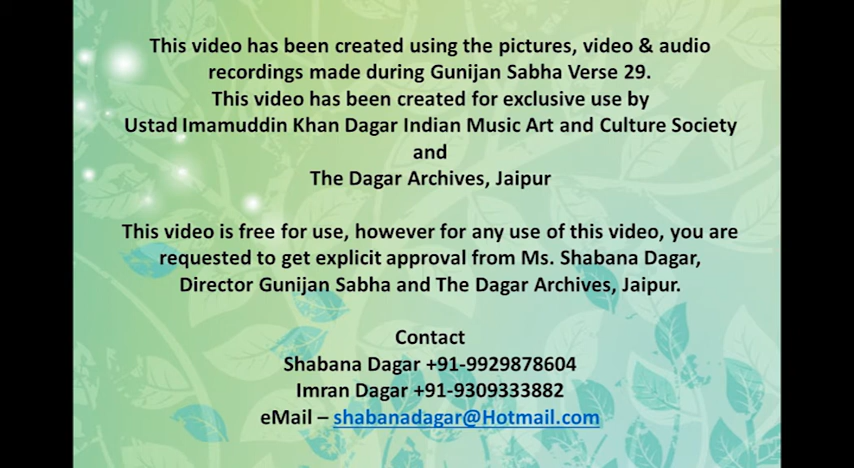 This video has been created using the pictures, video & audio
recordings made during Gunijan Sabha Verse 29.
This video has been created for exclusive use by
Ustad Imamuddin Khan Dagar Indian Music Art and Culture Society
and
The Dagar Archives, Jaipur
This video is free for use, however for any use of this video, you are
requested to get explicit approval from Ms. Shabana Dagar,
Director Gunijan Sabha and The Dagar Archives, Jaipur.
Contact
Shabana Dagar +91-9929878604
Imran Dagar +91-9309333882
eMail – shabanadagar@Hotmail.com